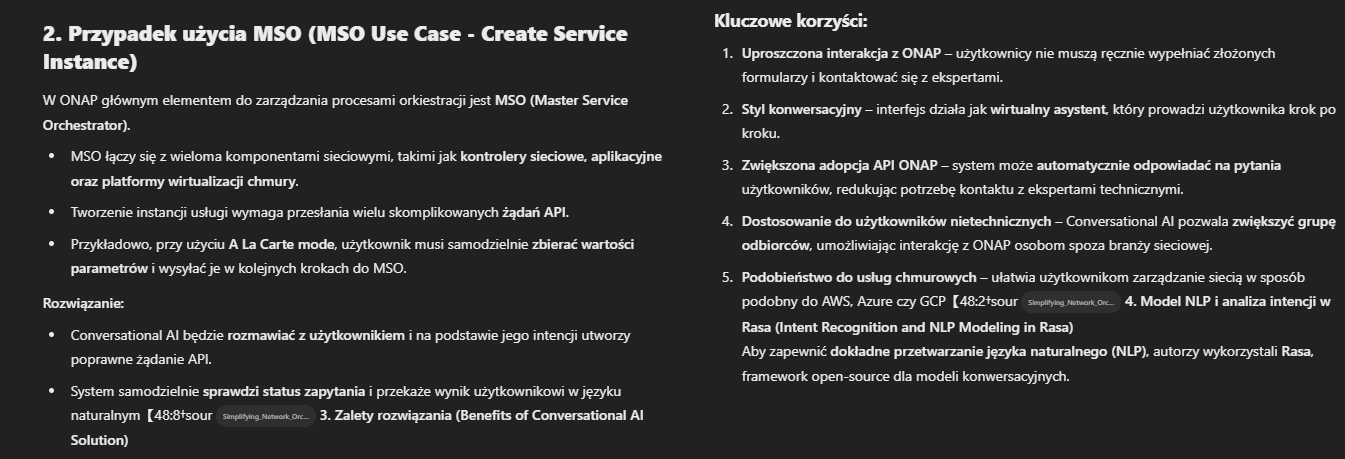 2. Przypadek użycia MSO (MSO Use Case - Create Service
Instance)
W ONAP głównym elementem do zarządzania procesami orkiestracji jest MSO (Master Service
Orchestrator).
• MSO łączy się z wieloma komponentami sieciowymi, takimi jak kontrolery sieciowe, aplikacyjne
oraz platformy wirtualizacji chmury.
• Tworzenie instancji usługi wymaga przesłania wielu skomplikowanych żądań API.
• Przykładowo, przy użyciu A La Carte mode, użytkownik musi samodzielnie zbierać wartości
parametrów i wysyłać je w kolejnych krokach do MSO.
Rozwiązanie:
• Conversational AI będzie rozmawiać z użytkownikiem i na podstawie jego intencji utworzy
poprawne żądanie API.
• System samodzielnie sprawdzi status zapytania i przekaże wynik użytkownikowi w języku
naturalnym【48:8†sour Simplifying_Network_Orc... 3. Zalety rozwiązania (Benefits of Conversational AI
Solution)
Kluczowe korzyści:
1. Uproszczona interakcja z ONAP – użytkownicy nie muszą ręcznie wypełniać złożonych
formularzy i kontaktować się z ekspertami.
2. Styl konwersacyjny – interfejs działa jak wirtualny asystent, który prowadzi użytkownika krok po
kroku.
3. Zwiększona adopcja API ONAP – system może automatycznie odpowiadać na pytania
użytkowników, redukując potrzebę kontaktu z ekspertami technicznymi.
4. Dostosowanie do użytkowników nietechnicznych – Conversational AI pozwala zwiększyć grupę
odbiorców, umożliwiając interakcję z ONAP osobom spoza branży sieciowej.
5. Podobieństwo do usług chmurowych – ułatwia użytkownikom zarządzanie siecią w sposób
podobny do AWS, Azure czy GCP【48:2†sour Simplifying_Network_Orc... 4. Model NLP i analiza intencji w
Rasa (Intent Recognition and NLP Modeling in Rasa)
Aby zapewnić dokładne przetwarzanie języka naturalnego (NLP), autorzy wykorzystali Rasa,
framework open-source dla modeli konwersacyjnych.